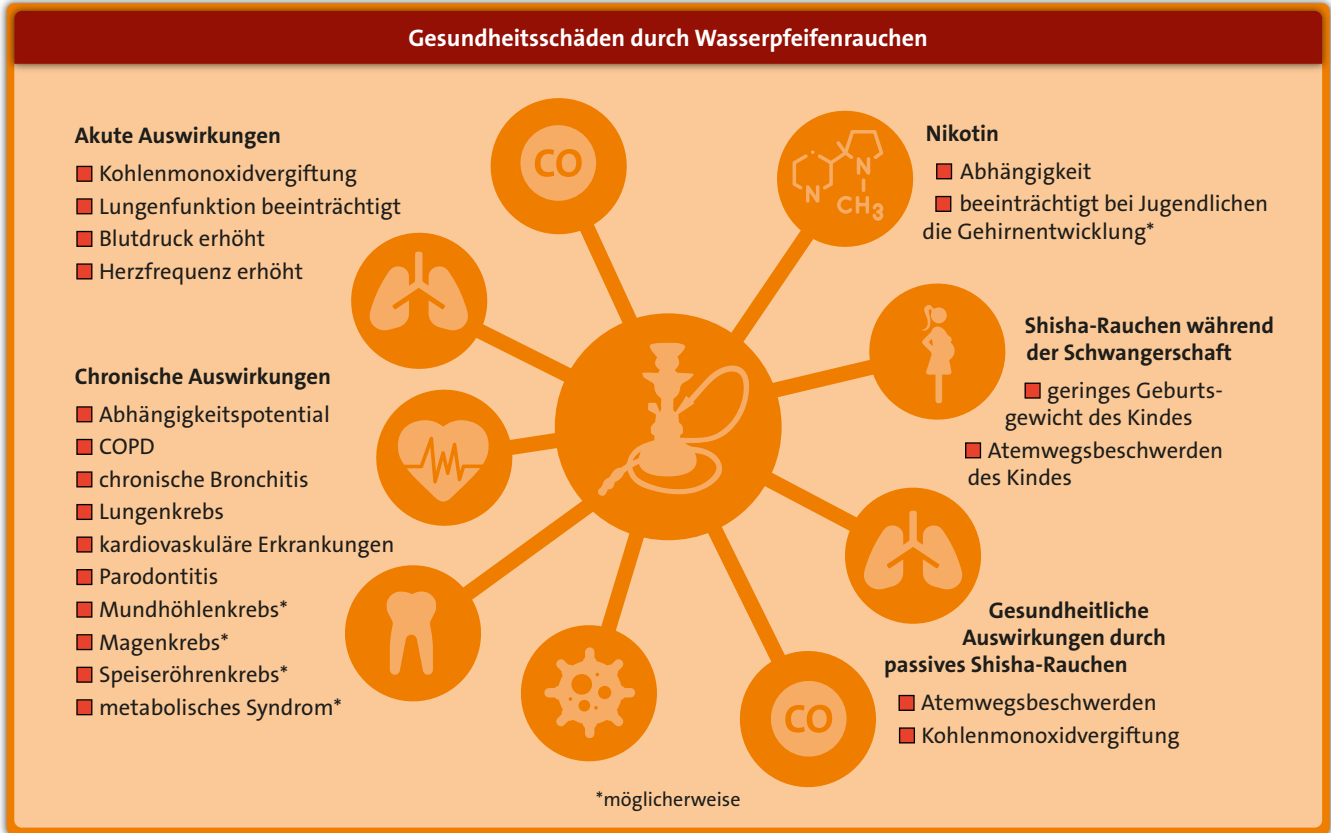 Gesundheitsschäden durch Wasserpfeifenrauchen
Akute Auswirkungen
Kohlenmonoxidvergiftung
Lungenfunktion beeinträchtigt
Blutdruck erhöht
Herzfrequenz erhöht
Chronische Auswirkungen
Abhängigkeitspotential
COPD
chronische Bronchitis
Lungenkrebs
kardiovaskuläre Erkrankungen
Parodontitis
Mundhöhlenkrebs*
Magenkrebs*
Speiseröhrenkrebs*
metabolisches Syndrom*
CO
N
N
CH3
Nikotin
Abhängigkeit
beeinträchtigt bei Jugendlichen
die Gehirnentwicklung*
Shisha-Rauchen während
der Schwangerschaft
geringes Geburts-
gewicht des Kindes
Atemwegsbeschwerden
des Kindes
Gesundheitliche
Auswirkungen durch
passives Shisha-Rauchen
Atemwegsbeschwerden
Kohlenmonoxidvergiftung
CO
*möglicherweise